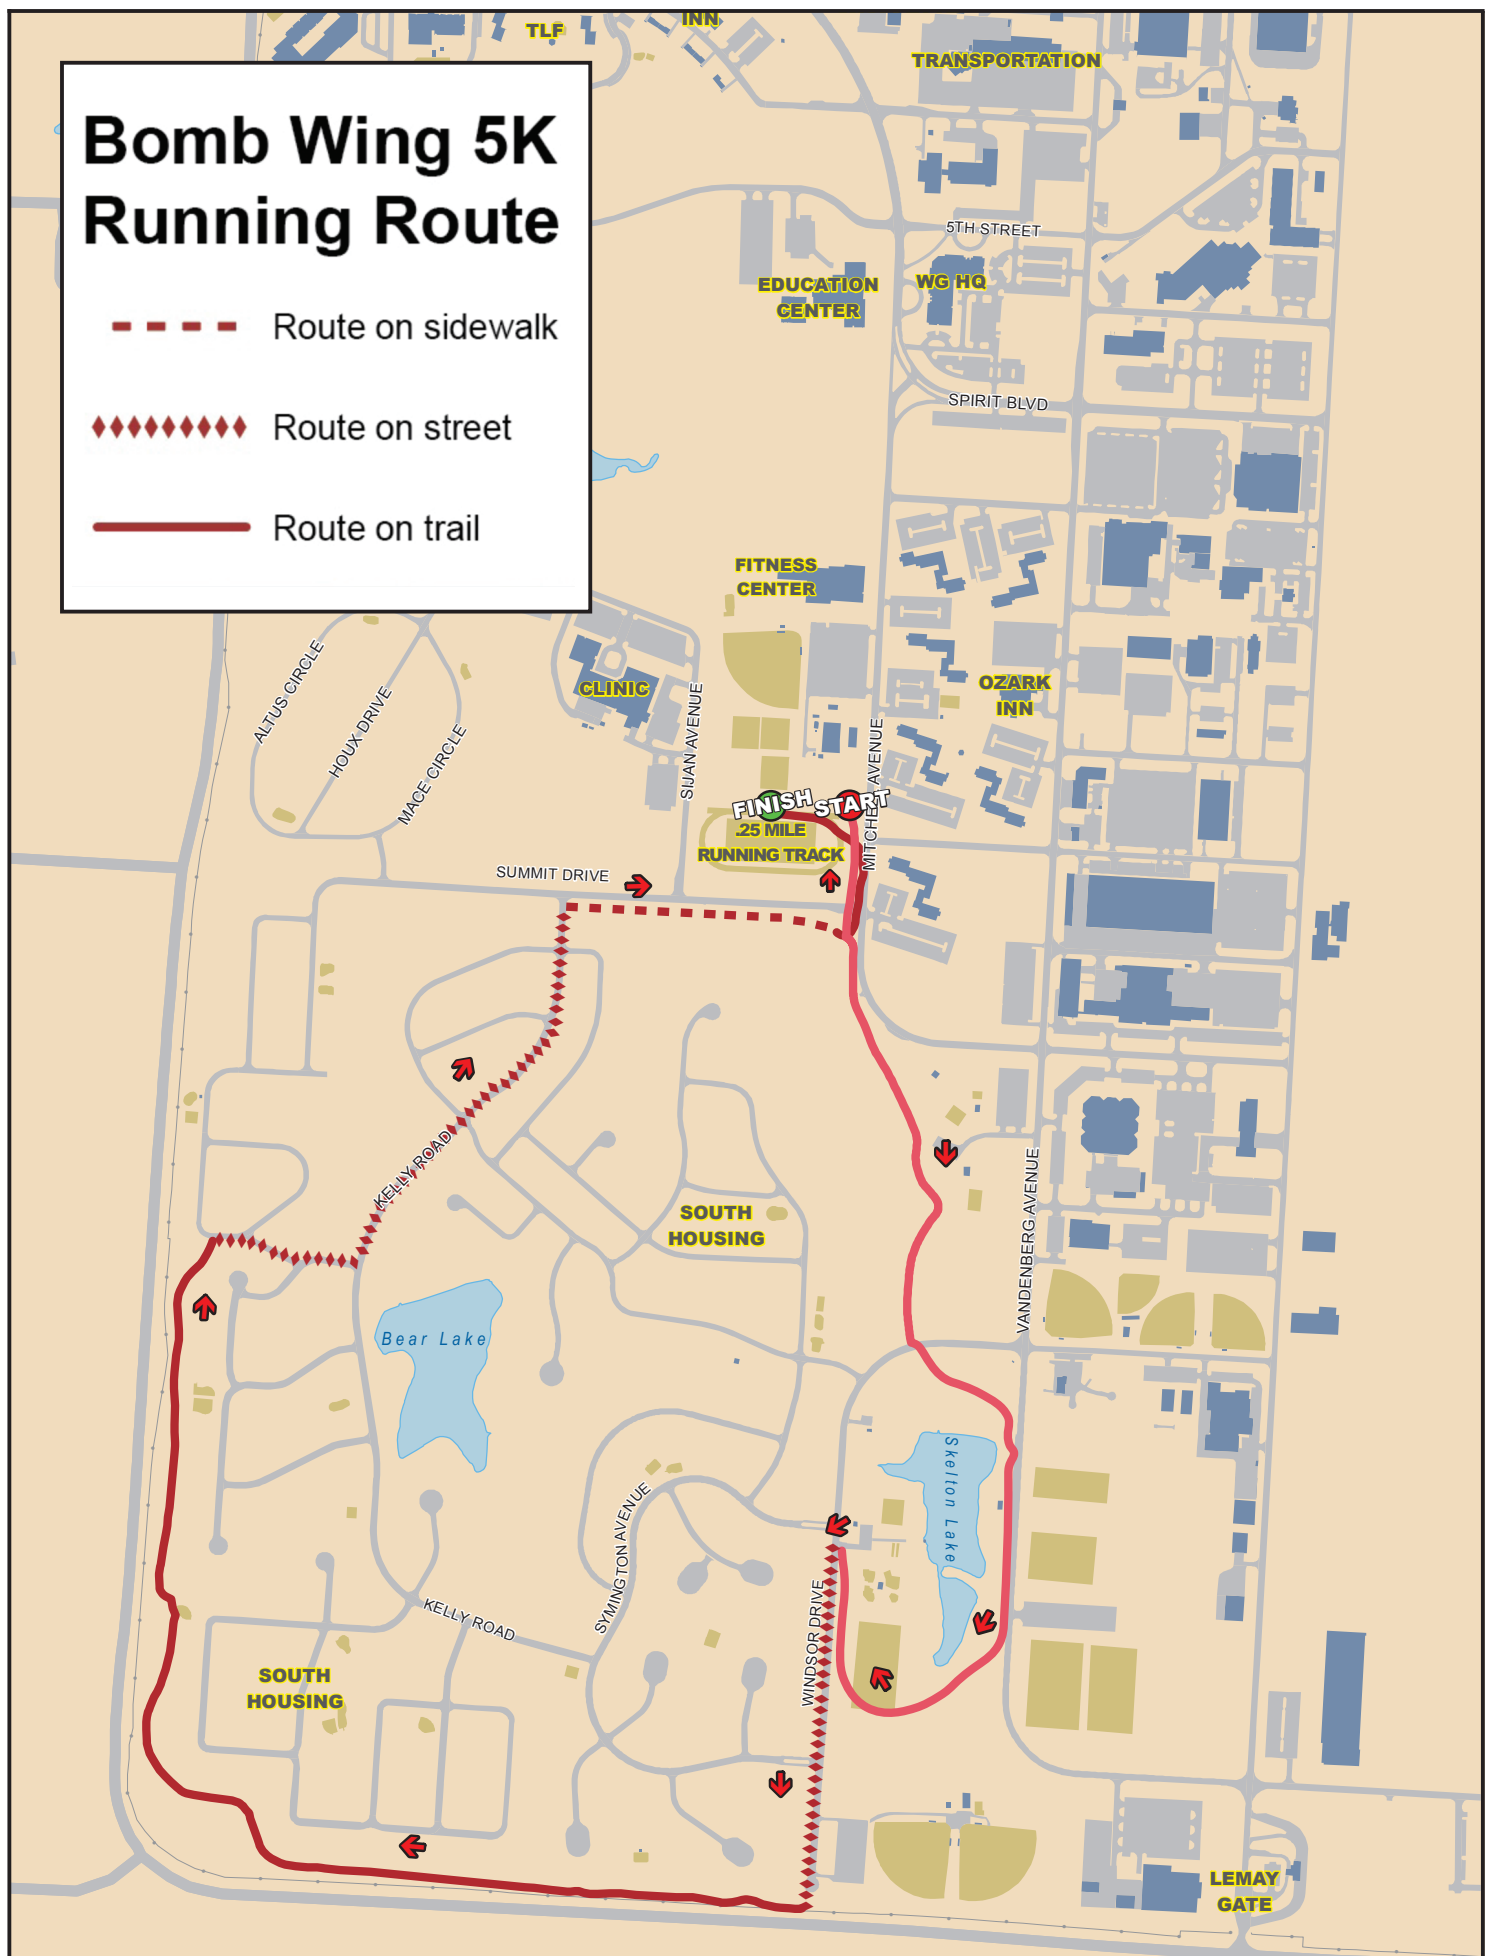 TLF
INN
TRANSPORTATION
Bomb Wing 5K
Running Route
Route on sidewalk
Route on street
Route on trail
5TH STREET
EDUCATION
CENTER
WG HQ
SPIRIT BLVD
FITNESS
CENTER
ALTUS CIRCLE
HOUX DRIVE
MACE CIRCLE
CLINIC
SIJAN AVENUE
OZARK
INN
MITCHELL AVENUE
FINISH
START
.25 MILE
RUNNING TRACK
SUMMIT DRIVE
KELLY ROAD
SOUTH
HOUSING
VANDENBERG AVENUE
Bear Lake
Skelton Lake
SYMINGTON AVENUE
WINDSOR DRIVE
KELLY ROAD
SOUTH
HOUSING
LEMAY
GATE